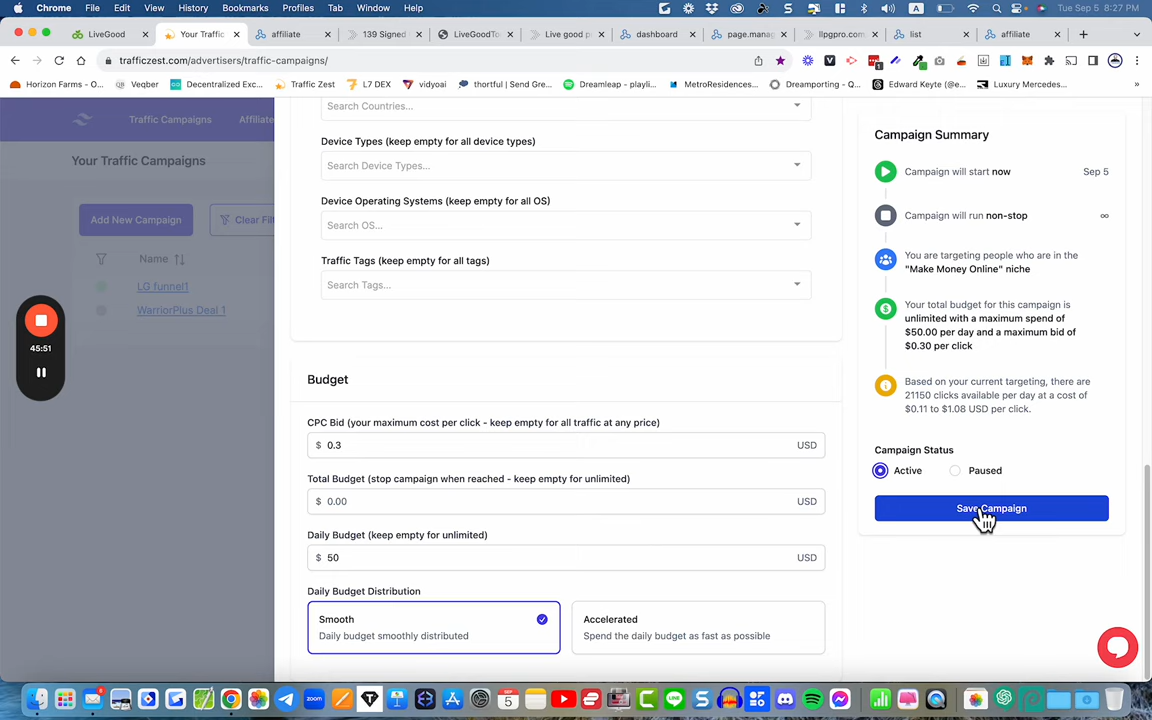 Chrome File Edit View History Bookmarks Profiles Tab Window Help
A Tue Sep 5 8:27 PM
LiveGood
Your Traffic
affiliate
139 Signed
LiveGoodTo
Live good p
dashboard
page.mana
llpgpro.com
list
affiliate
trafficzest.com/advertisers/traffic-campaigns/
Horizon Farms - O...
Veqber
Decentralized Exc...
Traffic Zest
L7 DEX
vidyoai
thortful | Send Gre...
Dreamleap - playli...
MetroResidences...
Dreamporting - Q...
Edward Keyte (@e...
Luxury Mercedes...
»
Traffic Campaigns Affiliate
Your Traffic Campaigns
Add New Campaign
Clear Filt
Name
LG funnel1
WarriorPlus Deal 1
45:51
Search Countries...
Device Types (keep empty for all device types)
Search Device Types...
Device Operating Systems (keep empty for all OS)
Search OS...
Traffic Tags (keep empty for all tags)
Search Tags...
Budget
CPC Bid (your maximum cost per click - keep empty for all traffic at any price)
$ 0.3 USD
Total Budget (stop campaign when reached - keep empty for unlimited)
$ 0.00 USD
Daily Budget (keep empty for unlimited)
$ 50 USD
Daily Budget Distribution
Smooth
Daily budget smoothly distributed
Accelerated
Spend the daily budget as fast as possible
Campaign Summary
Campaign will start now Sep 5
Campaign will run non-stop ∞
You are targeting people who are in the
"Make Money Online" niche
Your total budget for this campaign is
unlimited with a maximum spend of
$50.00 per day and a maximum bid of
$0.30 per click
Based on your current targeting, there are
21150 clicks available per day at a cost of
$0.11 to $1.08 USD per click.
Campaign Status
Active Paused
Save Campaign
zoom
5